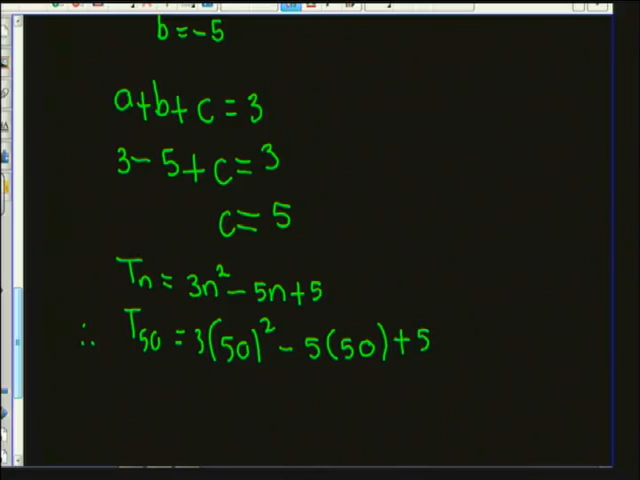 b = -5
a + b + c = 3
3 - 5 + c = 3
c = 5
Tₙ = 3n² - 5n + 5
∴ T₅₀ = 3(50)² - 5(50) + 5